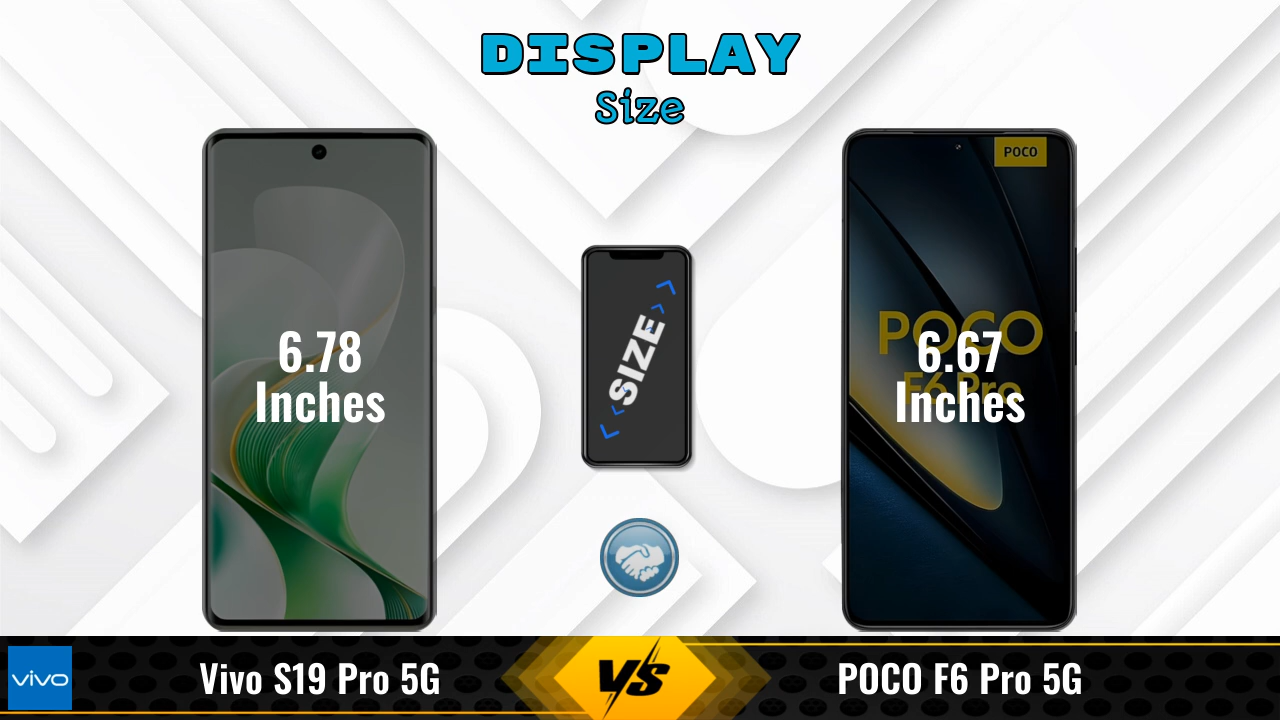 DISPLAY
Size
POCO
6.78
Inches
SIZE
POCO
F6 Pro
6.67
Inches
vivo
Vivo S19 Pro 5G
VS
POCO F6 Pro 5G